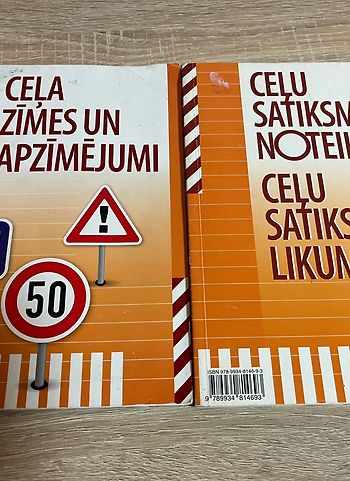 CEĻA
ZĪMES UN
APZĪMĒJUMI
!
50
CEĻU
SATIKSM
NOTEIK
CEĻU
SATIKS
LIKUM
ISBN 978-9934-8146-9-3
9 789934 814693